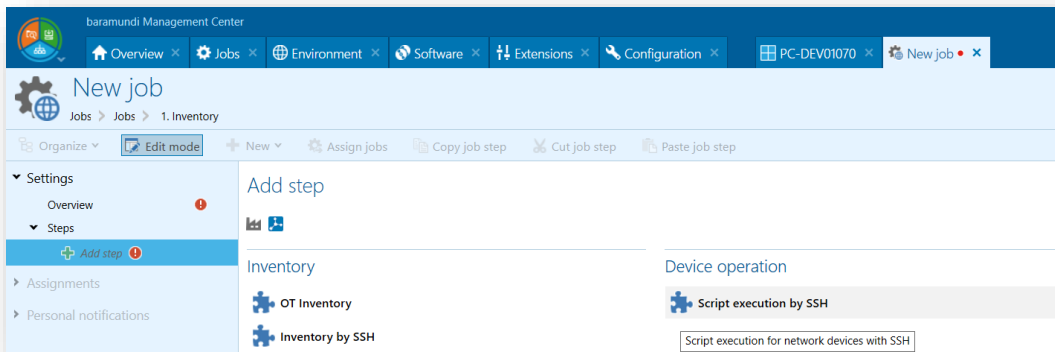 baramundi Management Center
Overview Jobs Environment Software Extensions Configuration PC-DEV01070 New job
New job
Jobs > Jobs > 1. Inventory
Organize Edit mode New Assign jobs Copy job step Cut job step Paste job step
Settings
Overview
Steps
Add step
Assignments
Personal notifications
Add step
Inventory
OT Inventory
Inventory by SSH
Device operation
Script execution by SSH
Script execution for network devices with SSH